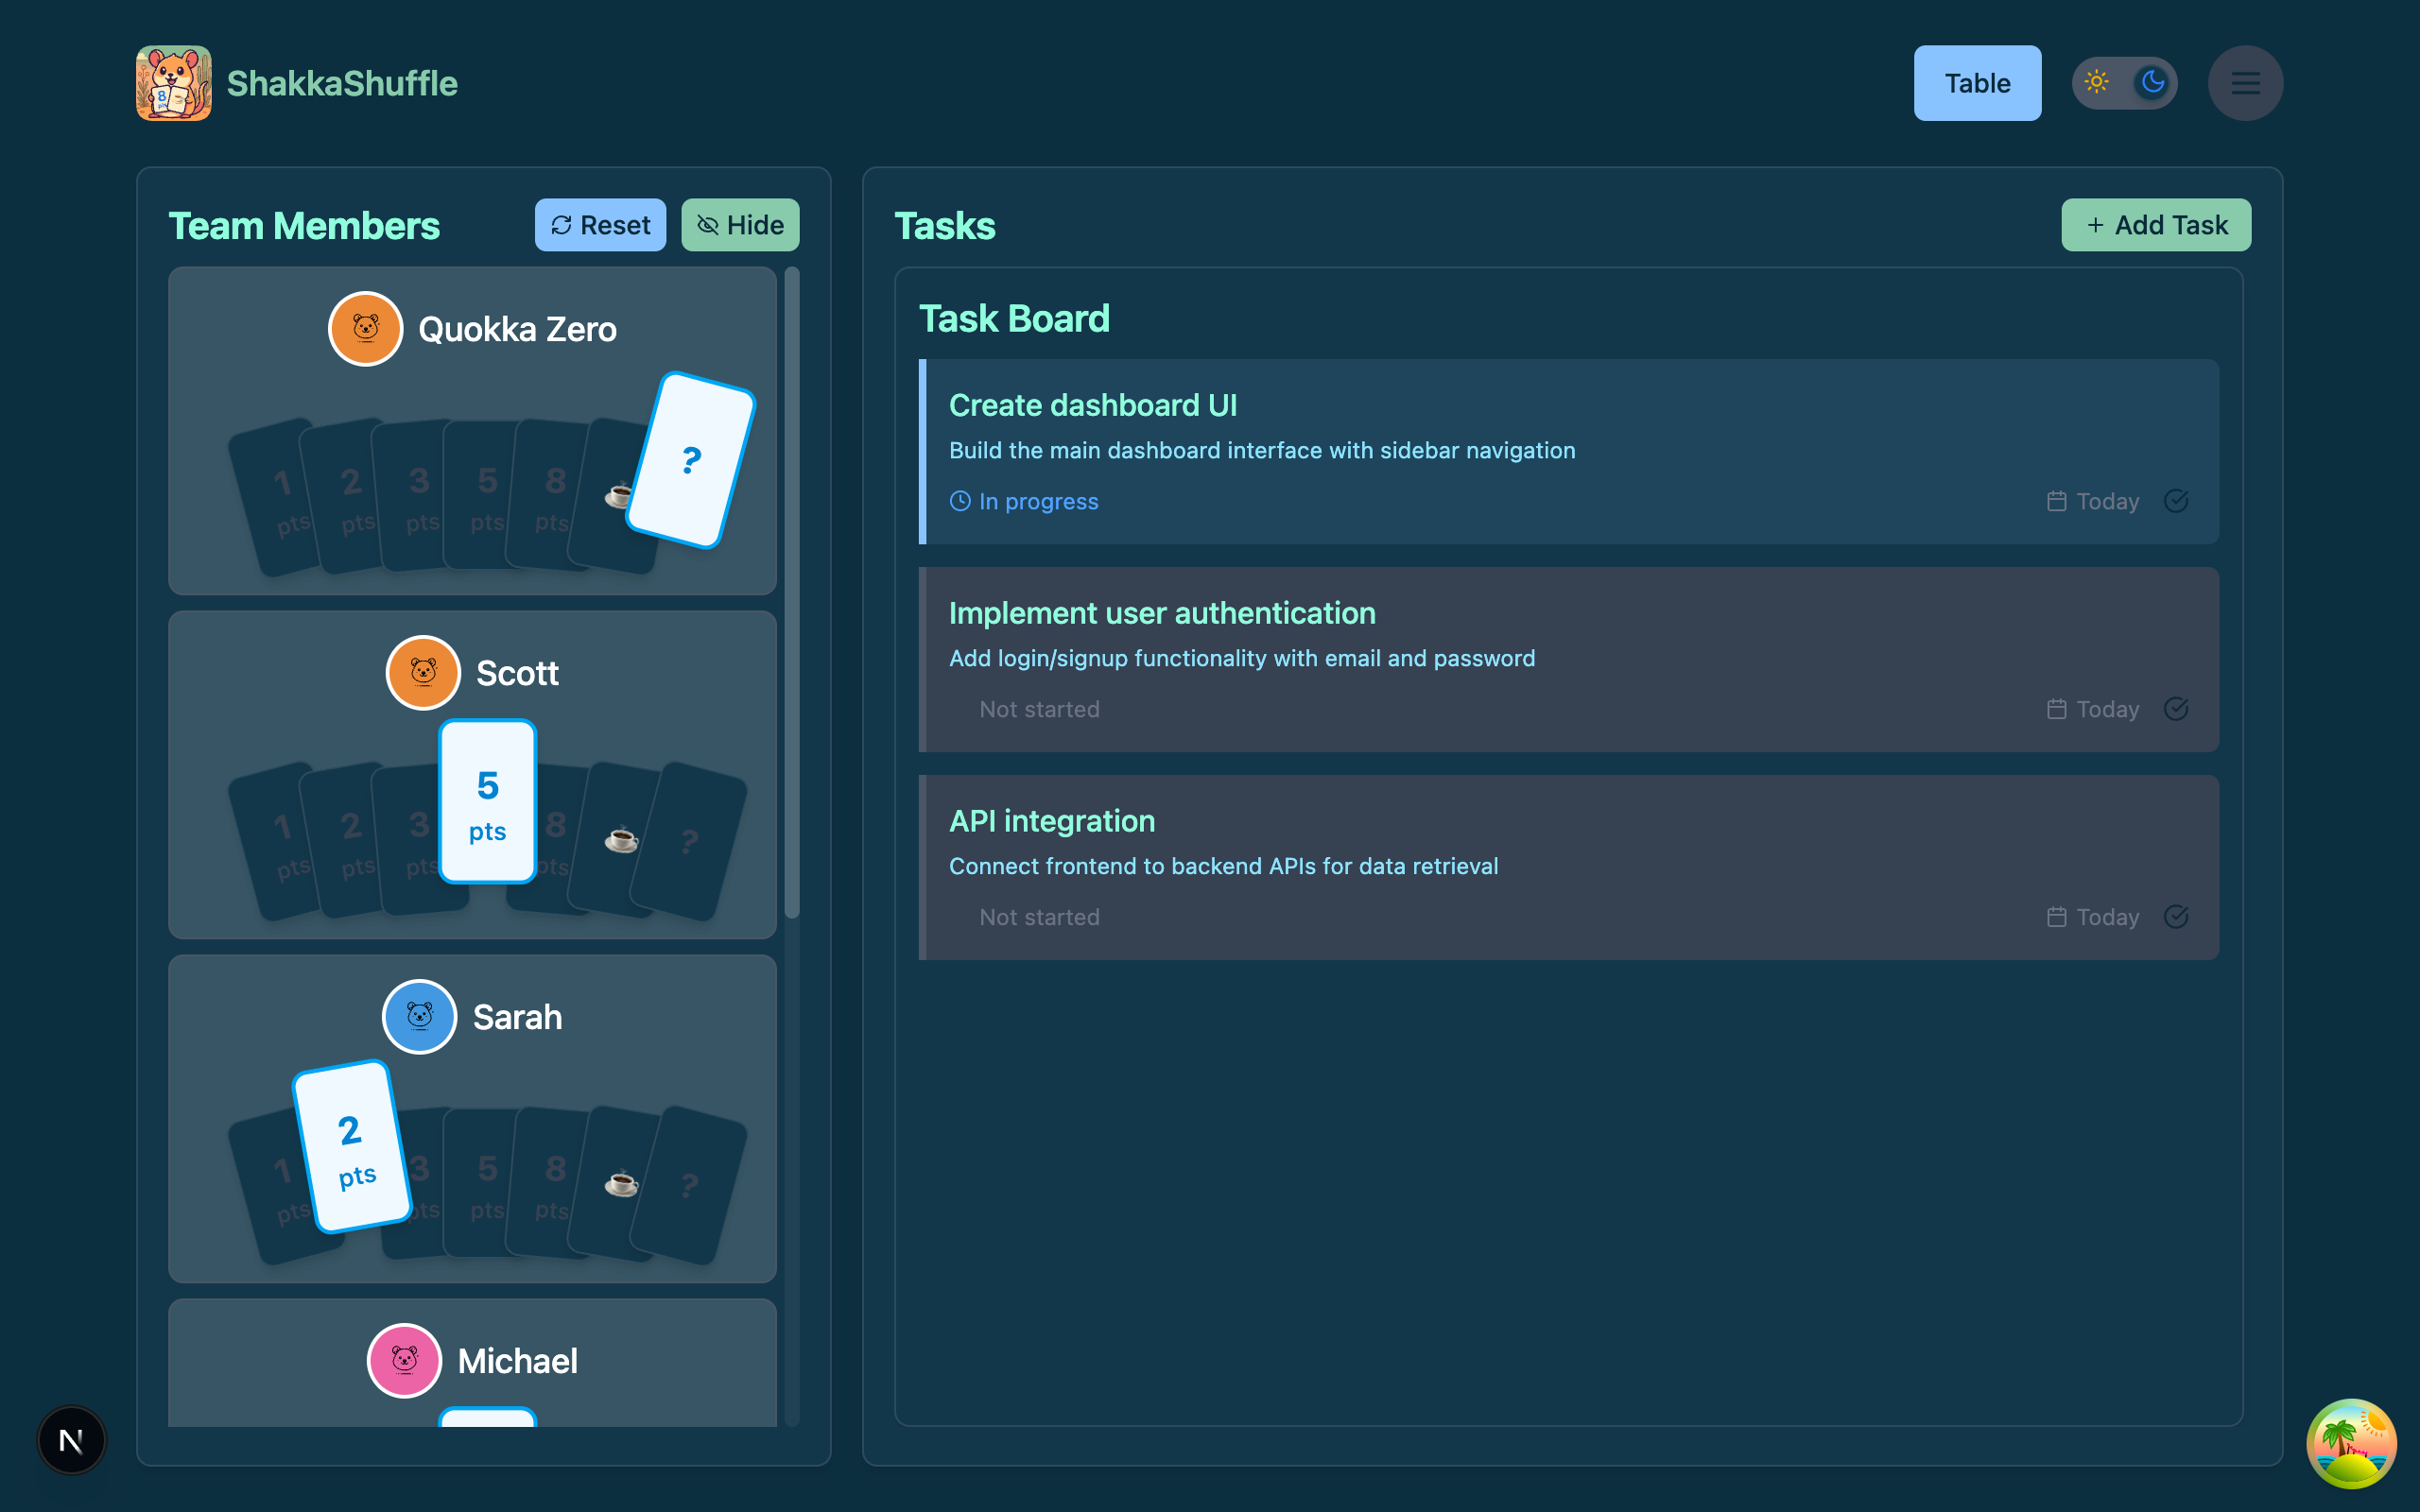 ShakkaShuffle
Table
Team Members
Reset
Hide
Quokka Zero
1 pts
2 pts
3 pts
5 pts
8 pts
?
Scott
1 pts
2 pts
3 pts
5 pts
8 pts
?
Sarah
1 pts
2 pts
3 pts
5 pts
8 pts
?
Michael
Tasks
+ Add Task
Task Board
Create dashboard UI
Build the main dashboard interface with sidebar navigation
In progress
Today
Implement user authentication
Add login/signup functionality with email and password
Not started
Today
API integration
Connect frontend to backend APIs for data retrieval
Not started
Today
N